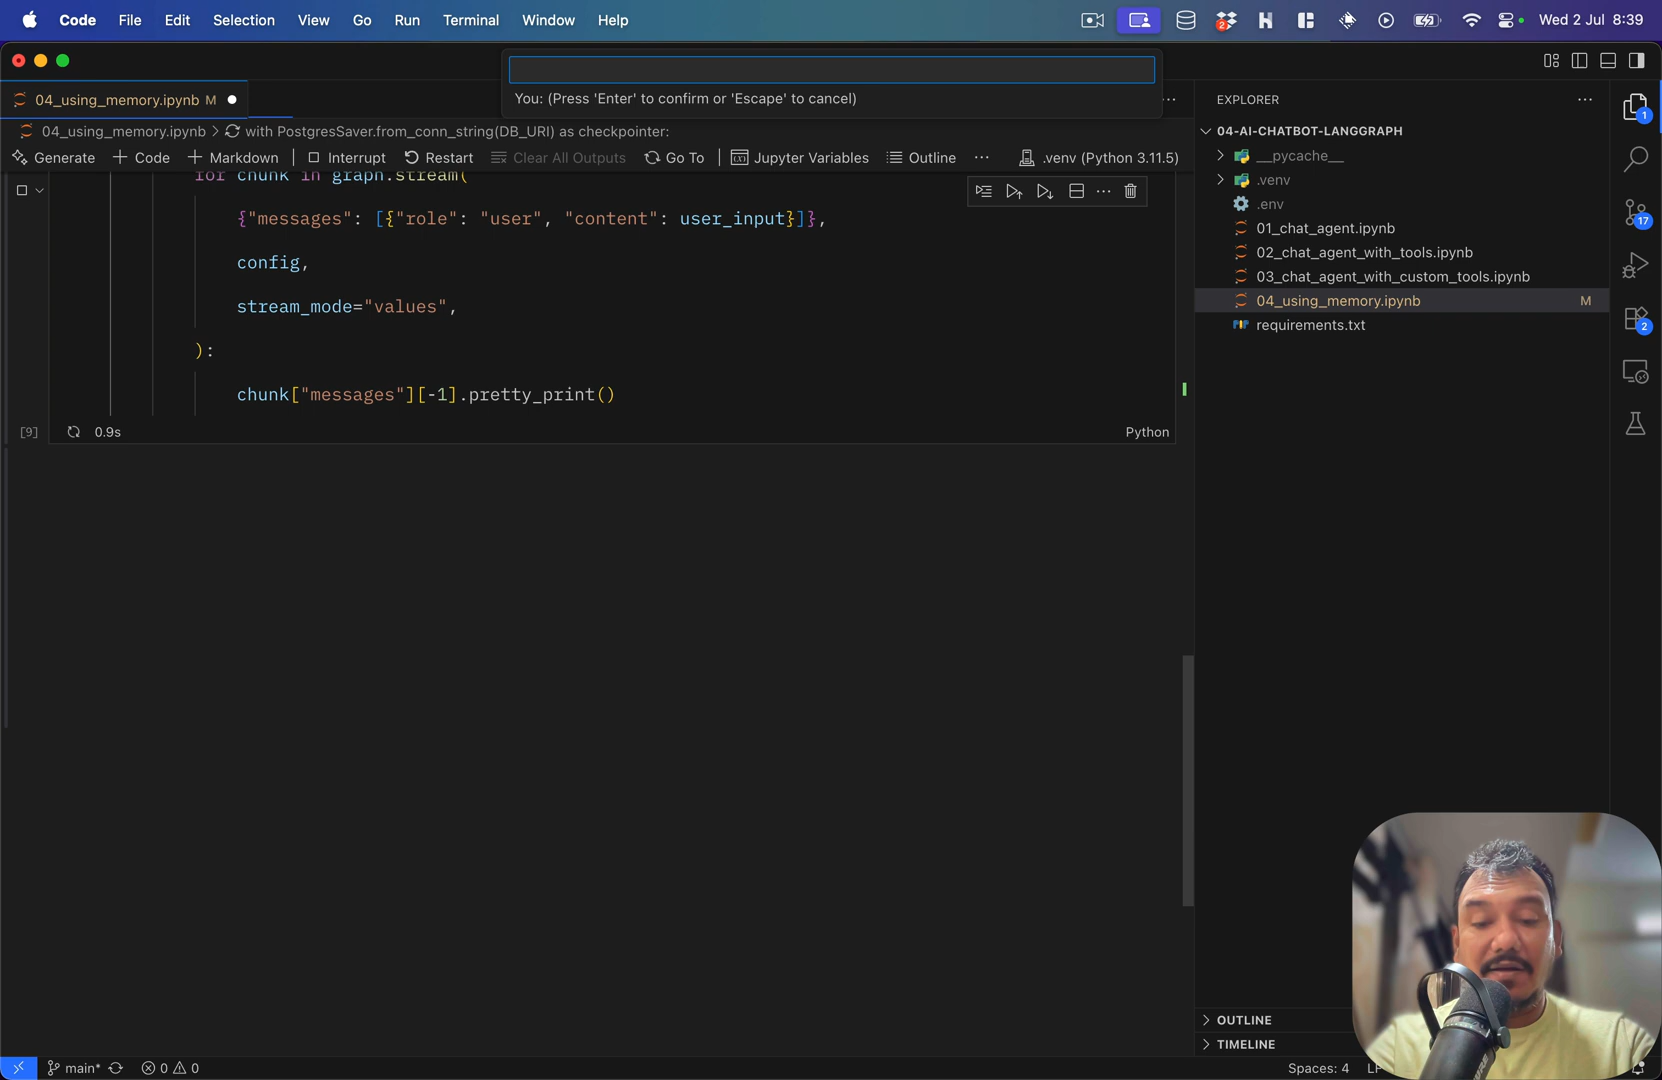 Code File Edit Selection View Go Run Terminal Window Help
2
Wed 2 Jul 8:39
04_using_memory.ipynb M
You: (Press 'Enter' to confirm or 'Escape' to cancel)
04_using_memory.ipynb > with PostgresSaver.from_conn_string(DB_URI) as checkpointer:
Generate + Code + Markdown | Interrupt Restart Clear All Outputs Go To | Jupyter Variables Outline ... .venv (Python 3.11.5)
for chunk in graph.stream(
{"messages": [{"role": "user", "content": user_input}]},
config,
stream_mode="values",
):
chunk["messages"][-1].pretty_print()
[9] 0.9s Python
EXPLORER ...
04-AI-CHATBOT-LANGGRAPH
__pycache__
.venv
.env
01_chat_agent.ipynb
02_chat_agent_with_tools.ipynb
03_chat_agent_with_custom_tools.ipynb
04_using_memory.ipynb M
requirements.txt
1
17
2
OUTLINE
TIMELINE
main* 0 0 Spaces: 4